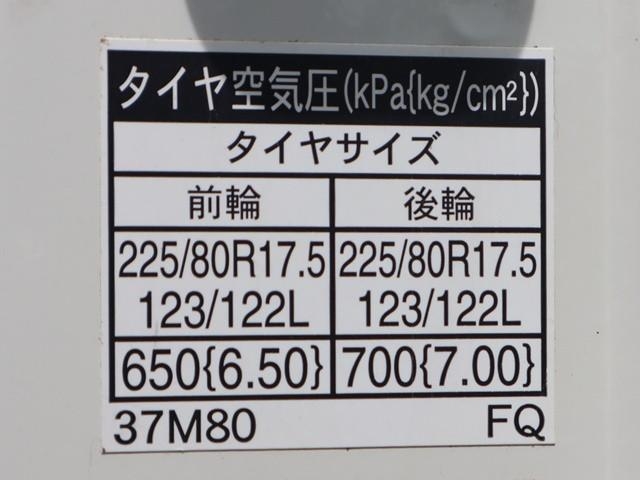 タイヤ空気圧(kPa{kg/cm²})
タイヤサイズ
前輪 後輪
225/80R17.5 225/80R17.5
123/122L 123/122L
650{6.50} 700{7.00}
37M80 FQ